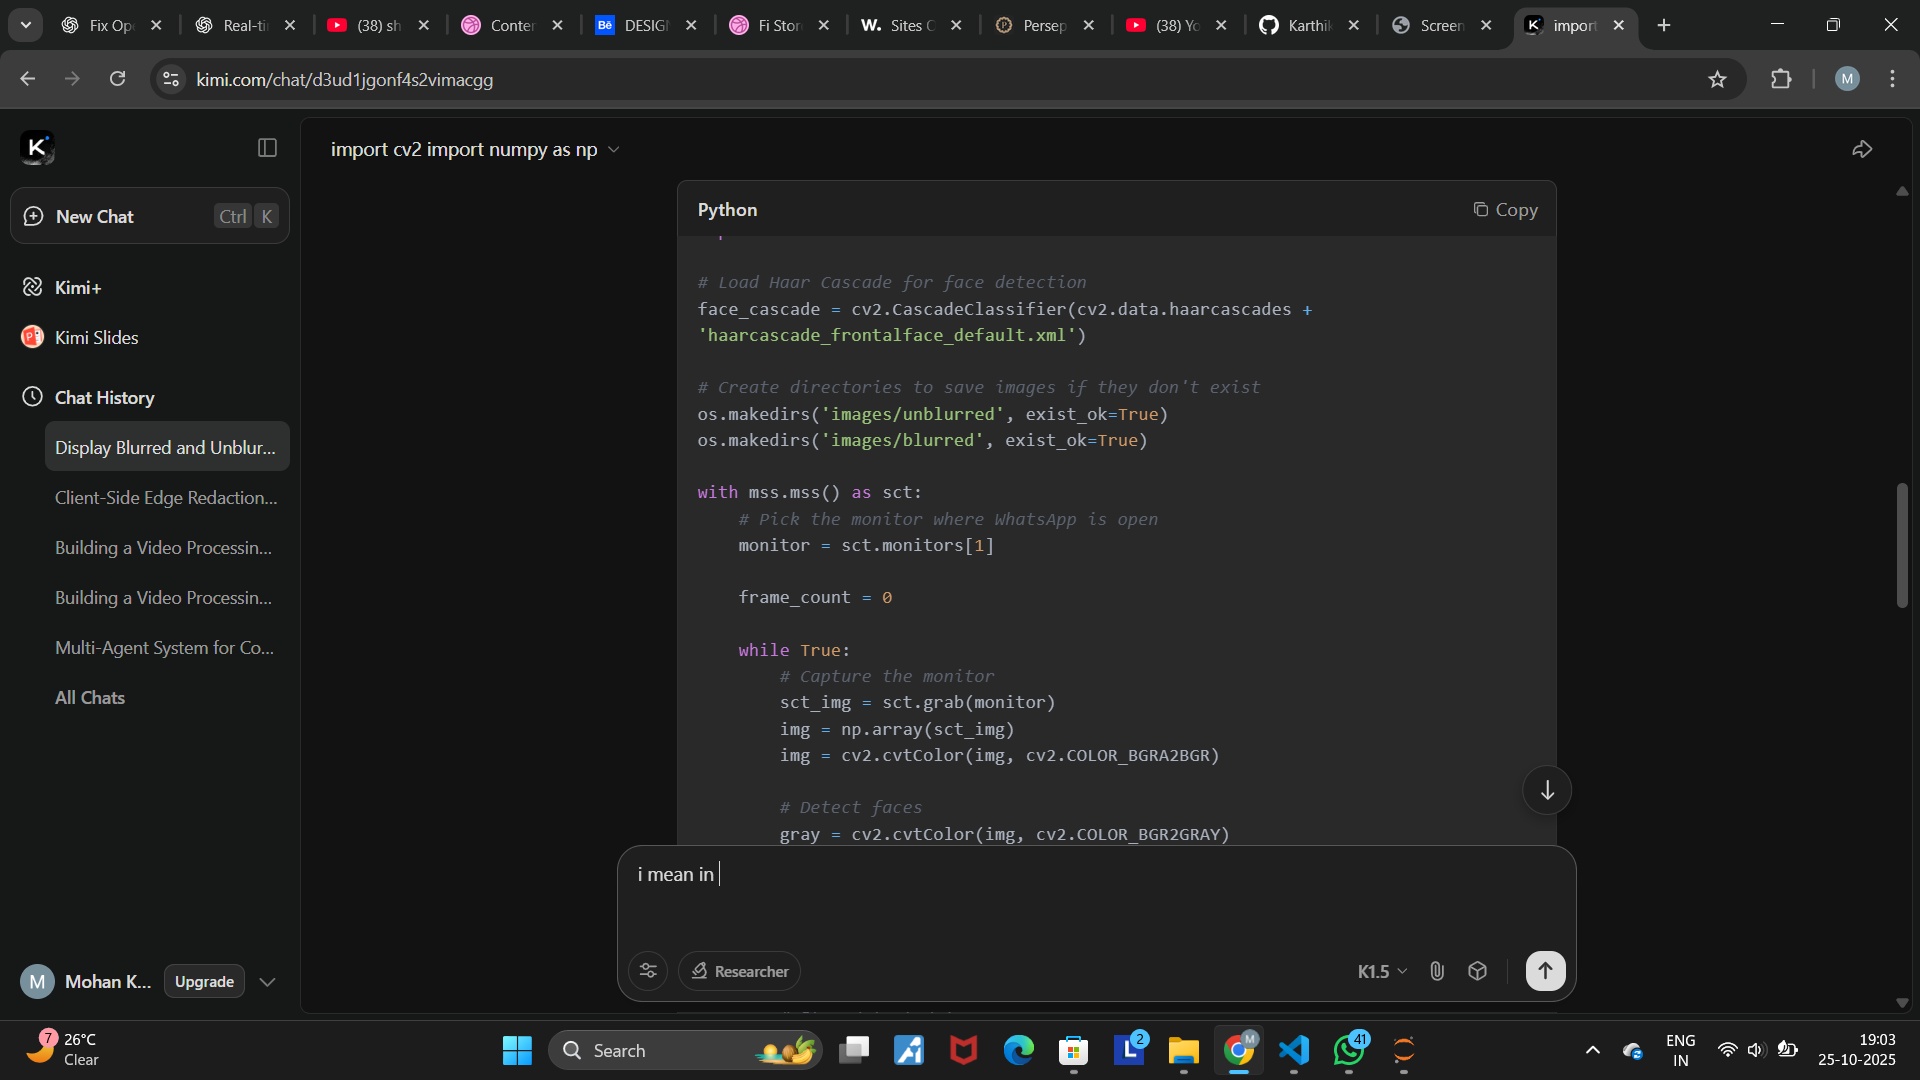 Fix Op
Real-ti
(38) sh
Conter
Bē
DESIGI
Fi Stor
W.
Sites C
Persep
(38) Yo
Karthik
Screen
K
import
kimi.com/chat/d3ud1jgonf4s2vimacgg
M
K
import cv2 import numpy as np
New Chat
Ctrl K
Kimi+
Kimi Slides
Chat History
Display Blurred and Unblur...
Client-Side Edge Redaction...
Building a Video Processin...
Building a Video Processin...
Multi-Agent System for Co...
All Chats
Python
Copy
# Load Haar Cascade for face detection
face_cascade = cv2.CascadeClassifier(cv2.data.haarcascades +
'haarcascade_frontalface_default.xml')
# Create directories to save images if they don't exist
os.makedirs('images/unblurred', exist_ok=True)
os.makedirs('images/blurred', exist_ok=True)
with mss.mss() as sct:
# Pick the monitor where WhatsApp is open
monitor = sct.monitors[1]
frame_count = 0
while True:
# Capture the monitor
sct_img = sct.grab(monitor)
img = np.array(sct_img)
img = cv2.cvtColor(img, cv2.COLOR_BGRA2BGR)
# Detect faces
gray = cv2.cvtColor(img, cv2.COLOR_BGR2GRAY)
i mean in
Researcher
K1.5
M
Mohan K...
Upgrade
7
26°C
Clear
Search
L
2
M
41
ENG
IN
19:03
25-10-2025